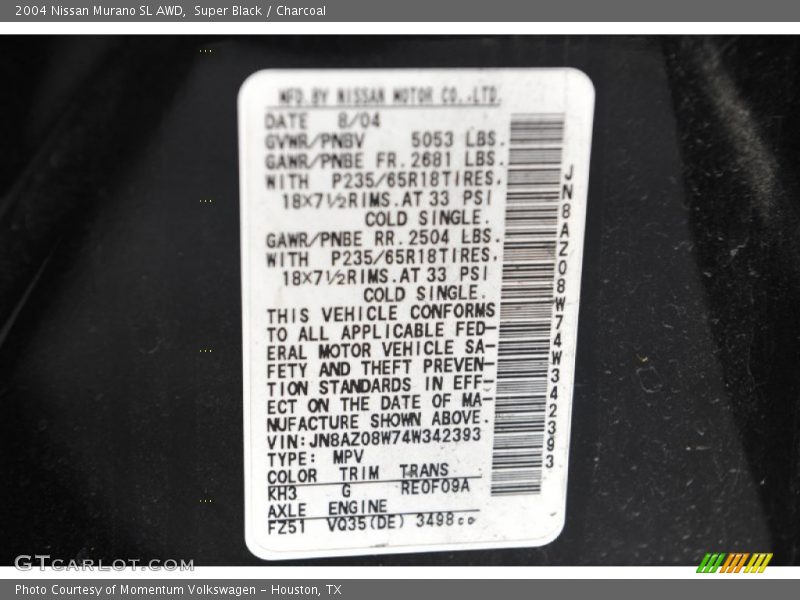 2004 Nissan Murano SL AWD,  Super Black / Charcoal
MFD.BY NISSAN MOTOR CO.,LTD.
DATE 8/04
GVWR/PNBV 5053 LBS.
GAWR/PNBE FR. 2681 LBS.
WITH P235/65R18TIRES.
18X7½RIMS.AT 33 PSI
COLD SINGLE.
GAWR/PNBE RR. 2504 LBS.
WITH P235/65R18TIRES.
18X7½RIMS.AT 33 PSI
COLD SINGLE.
THIS VEHICLE CONFORMS
TO ALL APPLICABLE FED-
ERAL MOTOR VEHICLE SA-
FETY AND THEFT PREVEN-
TION STANDARDS IN EFF-
ECT ON THE DATE OF MA-
NUFACTURE SHOWN ABOVE.
VIN:JN8AZ08W74W342393
TYPE: MPV
COLOR TRIM TRANS
KH3 G RE0F09A
AXLE ENGINE
FZ51 VQ35(DE) 3498cc
JN8AZ08W74W342393
GTCarLot.com
Photo Courtesy of Momentum Volkswagen - Houston, TX